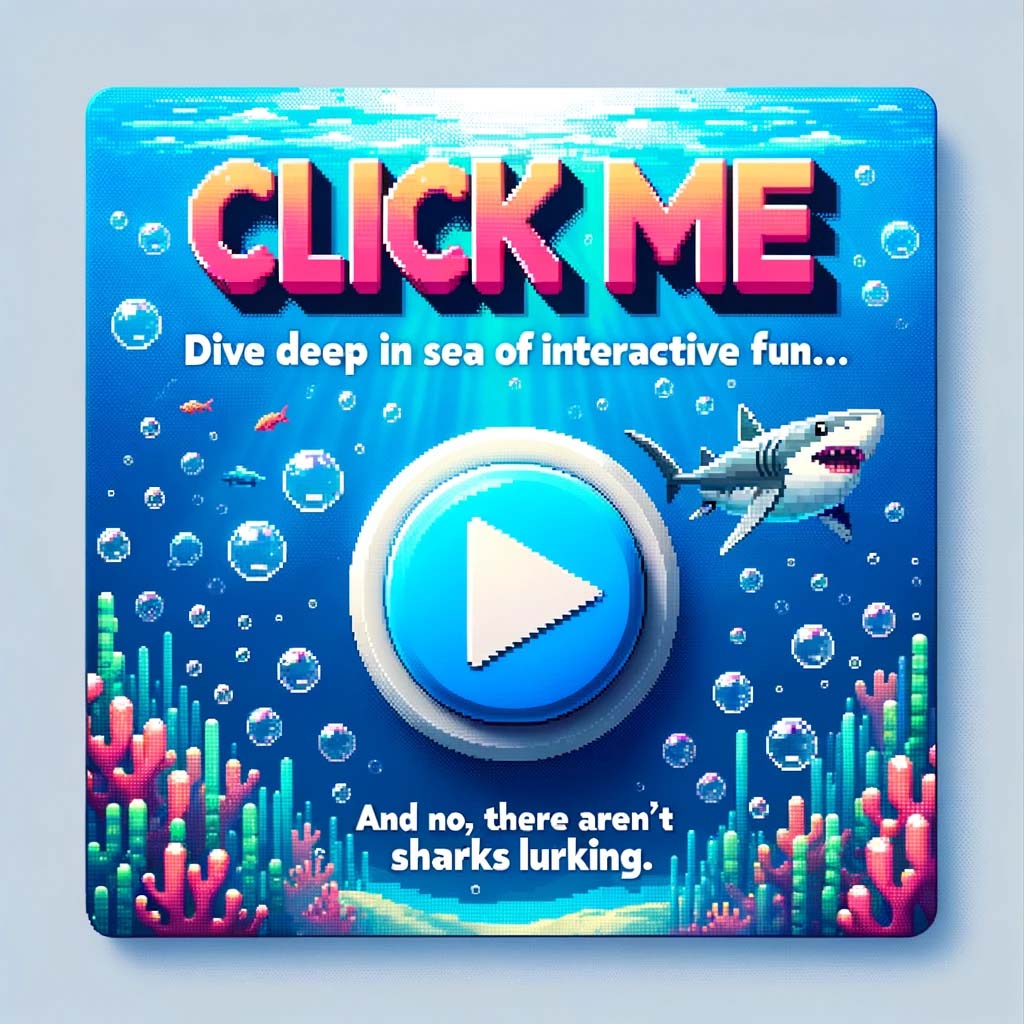 CLICK ME
Dive deep in sea of interactive fun...
And no, there aren't
sharks lurking.